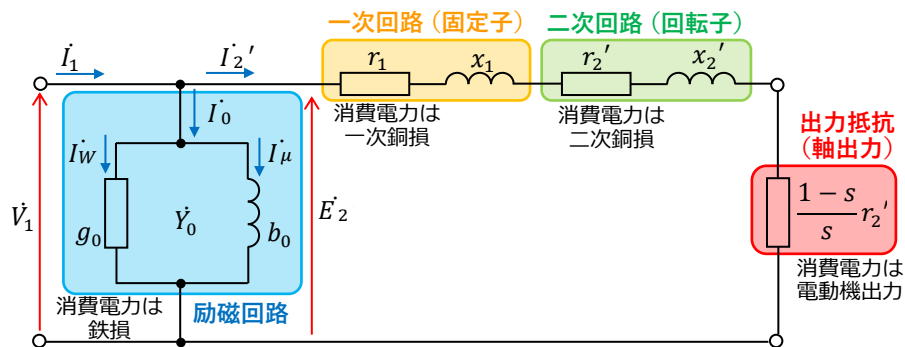 一次回路（固定子）
二次回路（回転子）
İ₁
İ₂′
r₁
x₁
r₂′
x₂′
消費電力は
一次銅損
消費電力は
二次銅損
İ₀
İ_W
İ_μ
V̇₁
g₀
Ẏ₀
b₀
Ė₂
出力抵抗
（軸出力）
1 − s
s
r₂′
消費電力は
電動機出力
消費電力は
鉄損
励磁回路